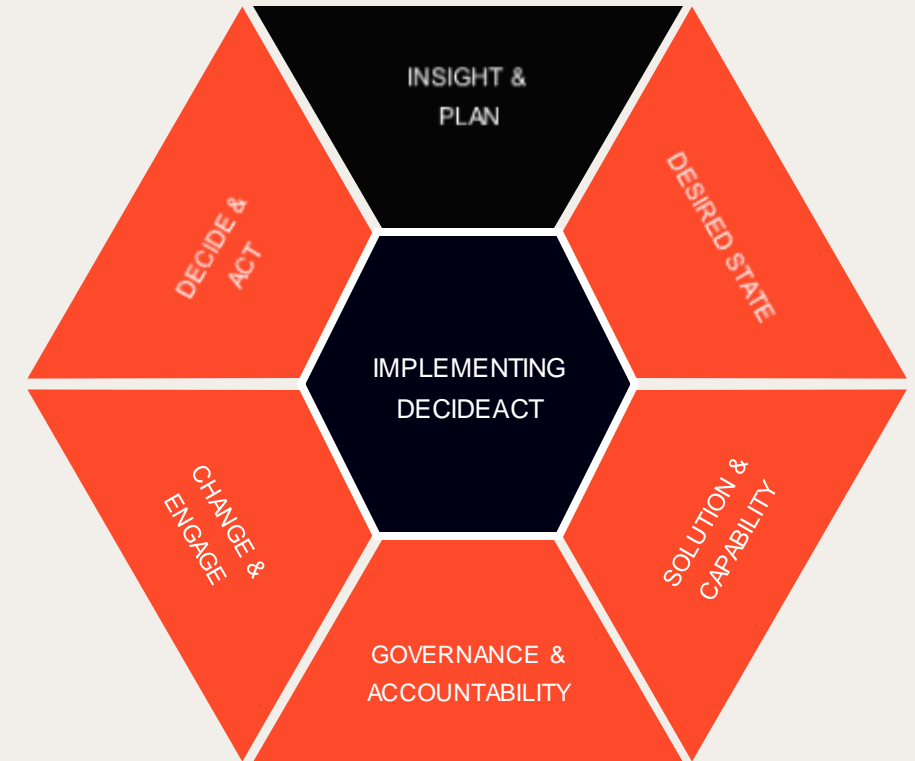 INSIGHT &
PLAN
DESIRED STATE
SOLUTION &
CAPABILITY
GOVERNANCE &
ACCOUNTABILITY
CHANGE &
ENGAGE
DECIDE &
ACT
IMPLEMENTING
DECIDEACT